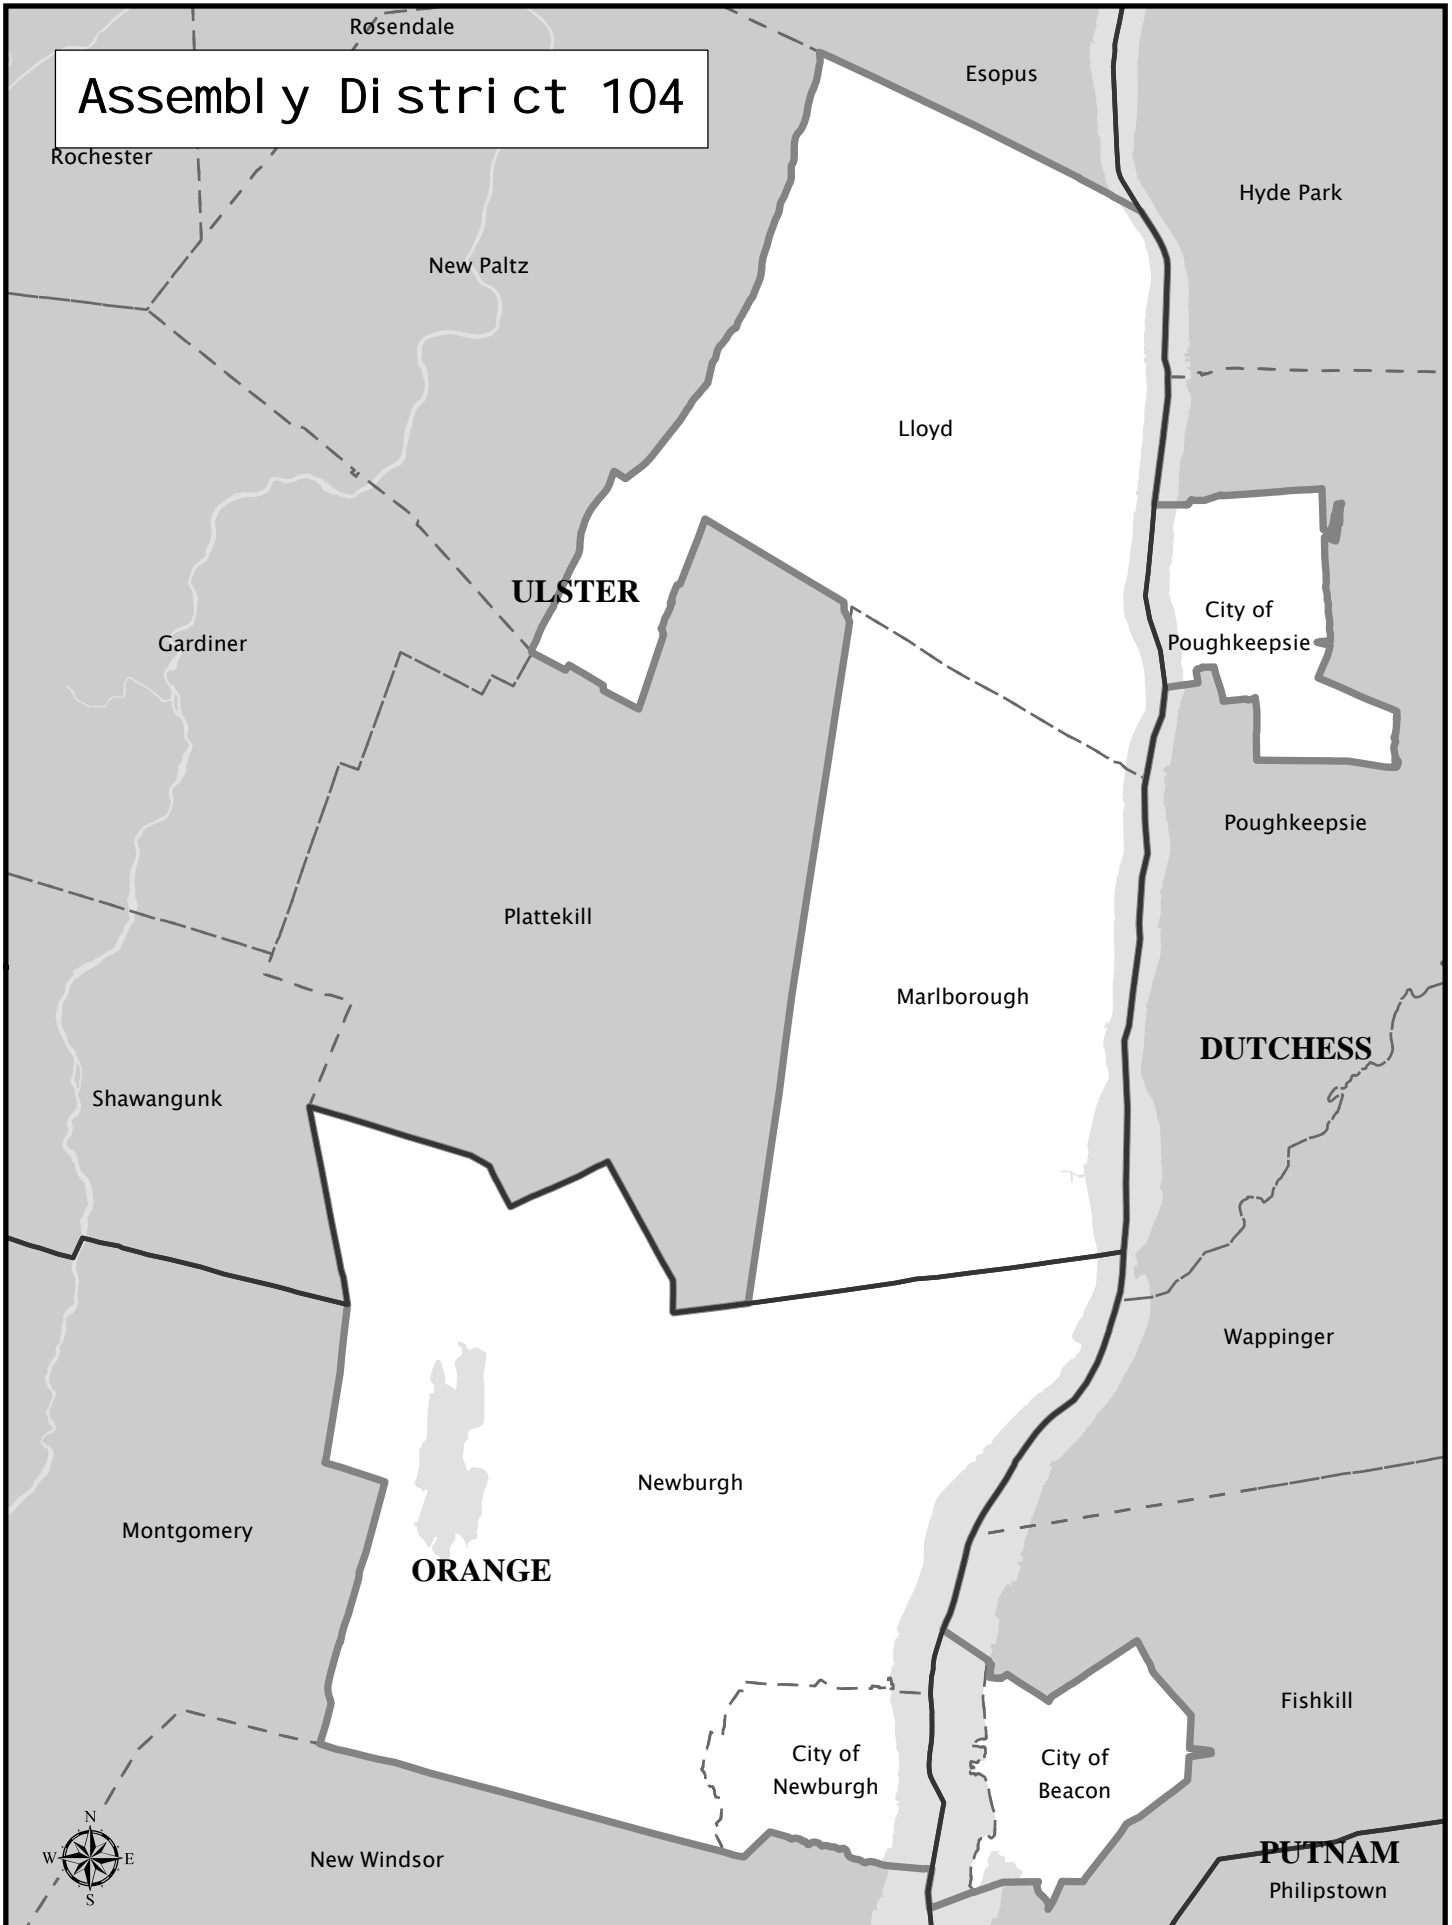 Rosendale
Esopus
Assembly District 104
Rochester
Hyde Park
New Paltz
Lloyd
ULSTER
City of
Poughkeepsie
Gardiner
Poughkeepsie
Plattekill
Marlborough
DUTCHESS
Shawangunk
Wappinger
Newburgh
Montgomery
ORANGE
Fishkill
City of
Newburgh
City of
Beacon
N
W E
S
New Windsor
PUTNAM
Philipstown